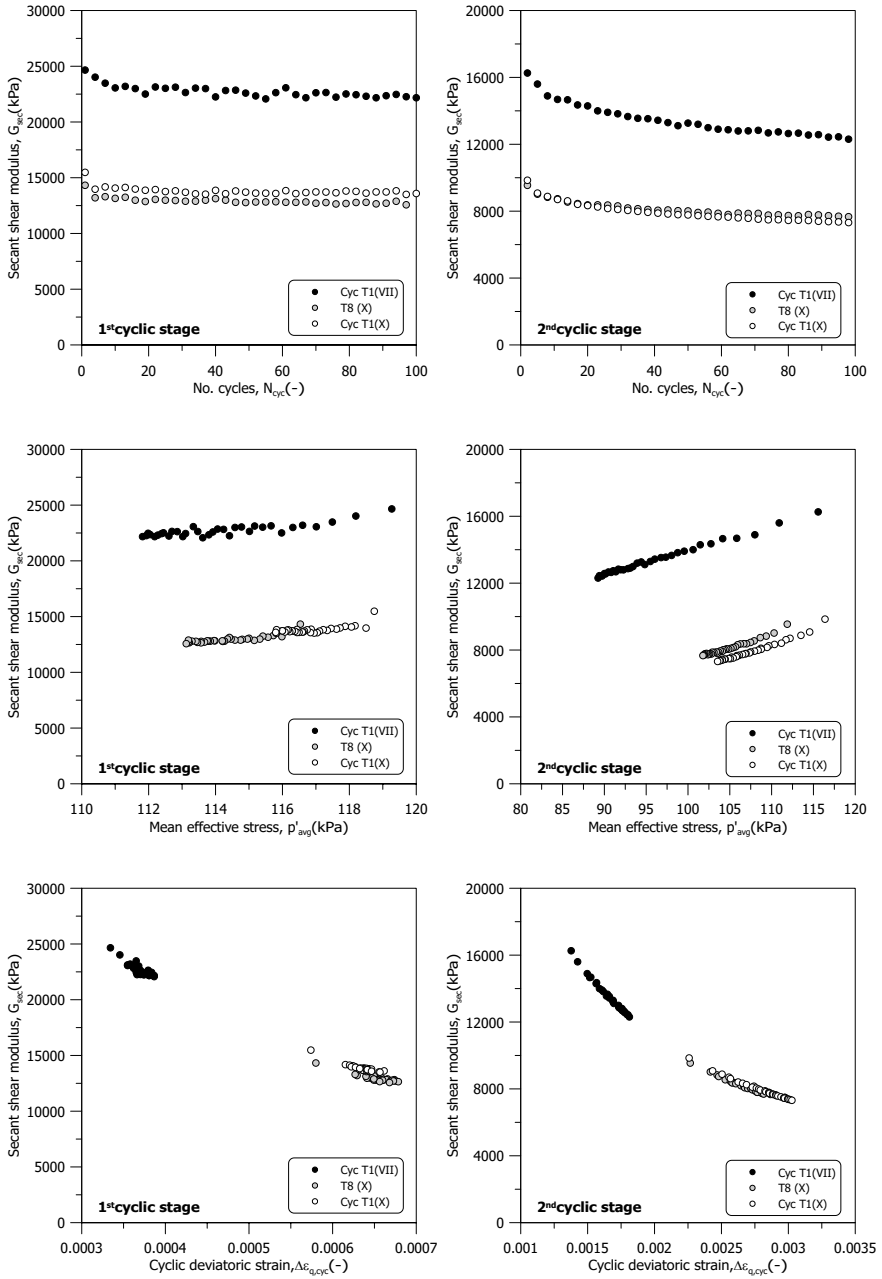 30000
25000
20000
15000
10000
5000
0
Secant shear modulus, Gsec(kPa)
Cyc T1(VII)
T8 (X)
Cyc T1(X)
1stcyclic stage
0 20 40 60 80 100
No. cycles, Ncyc(-)
20000
16000
12000
8000
4000
0
Secant shear modulus, Gsec(kPa)
Cyc T1(VII)
T8 (X)
Cyc T1(X)
2ndcyclic stage
0 20 40 60 80 100
No. cycles, Ncyc(-)
30000
25000
20000
15000
10000
5000
0
Secant shear modulus, Gsec(kPa)
Cyc T1(VII)
T8 (X)
Cyc T1(X)
1stcyclic stage
110 112 114 116 118 120
Mean effective stress, p'avg(kPa)
20000
16000
12000
8000
4000
0
Secant shear modulus, Gsec(kPa)
Cyc T1(VII)
T8 (X)
Cyc T1(X)
2ndcyclic stage
80 85 90 95 100 105 110 115 120
Mean effective stress, p'avg(kPa)
30000
25000
20000
15000
10000
5000
0
Secant shear modulus, Gsec(kPa)
Cyc T1(VII)
T8 (X)
Cyc T1(X)
1stcyclic stage
0.0003 0.0004 0.0005 0.0006 0.0007
Cyclic deviatoric strain,Δεq,cyc(-)
20000
16000
12000
8000
4000
0
Secant shear modulus, Gsec(kPa)
Cyc T1(VII)
T8 (X)
Cyc T1(X)
2ndcyclic stage
0.001 0.0015 0.002 0.0025 0.003 0.0035
Cyclic deviatoric strain,Δεq,cyc(-)